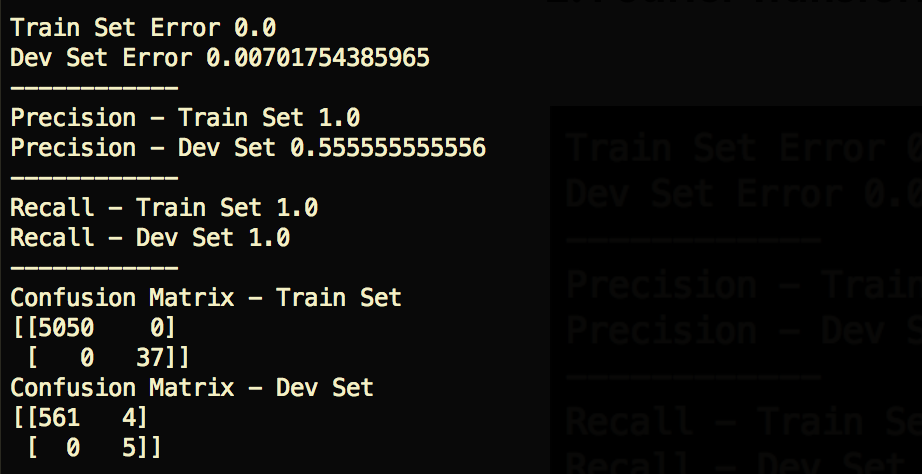 Train Set Error 0.0
Dev Set Error 0.00701754385965
------------
Precision - Train Set 1.0
Precision - Dev Set 0.555555555556
------------
Recall - Train Set 1.0
Recall - Dev Set 1.0
------------
Confusion Matrix - Train Set
[[5050    0]
 [   0   37]]
Confusion Matrix - Dev Set
[[561   4]
 [  0   5]]
Train Set Error
Dev Set Error 0.0
------------
Precision - Train
Precision - Dev
------------
Recall - Train
Recall - Dev